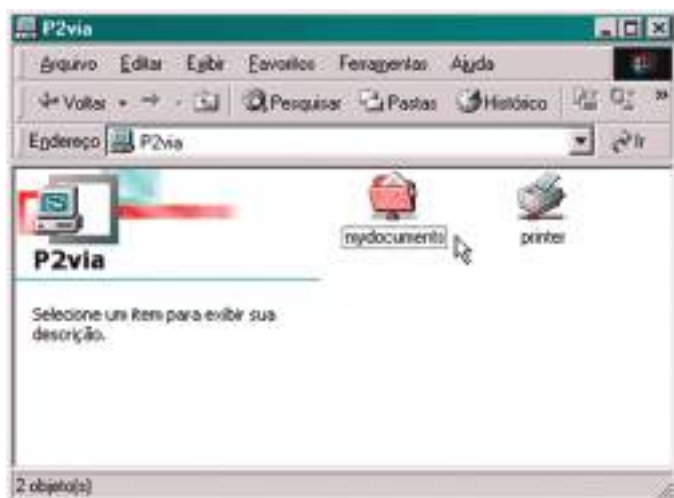 P2via
Arquivo Editar Exibir Favoritos Ferramentas Ajuda
Voltar Pesquisar Pastas Histórico »
Endereço P2via Ir
mydocuments printer
P2via
Selecione um item para exibir sua
descrição.
2 objeto(s)